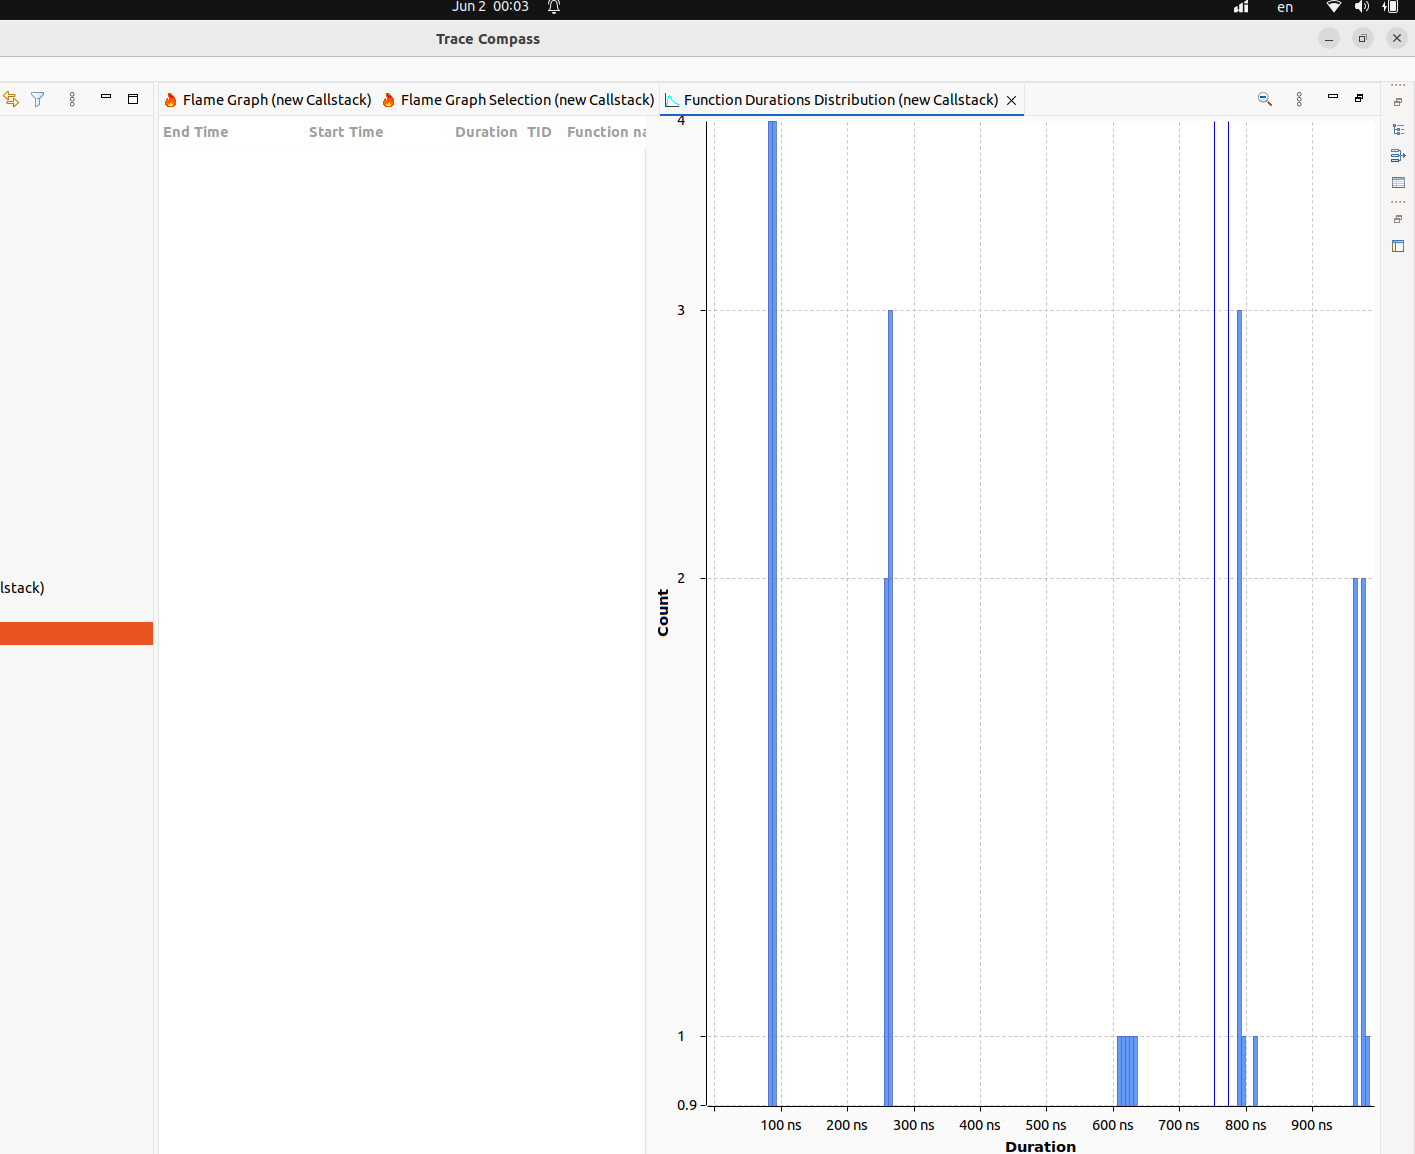 Jun 2 00:03
en
Trace Compass
Flame Graph (new Callstack)
Flame Graph Selection (new Callstack)
Function Durations Distribution (new Callstack)
End Time
Start Time
Duration
TID
Function na
lstack)
4
3
2
1
0.9
Count
100 ns
200 ns
300 ns
400 ns
500 ns
600 ns
700 ns
800 ns
900 ns
Duration